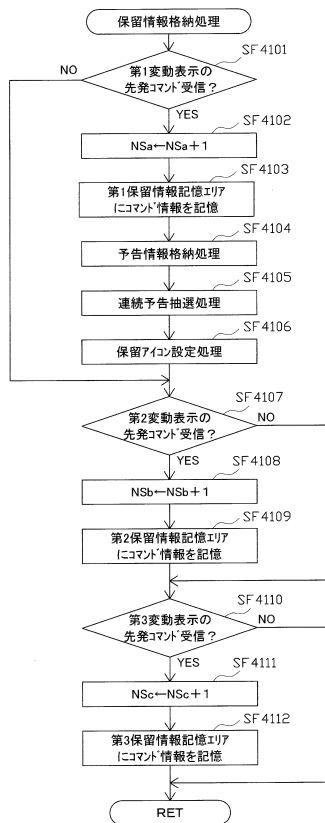 保留情報格納処理
SF4101
NO
第1変動表示の
先発コマンド受信？
YES
SF4102
NSa←NSa＋1
SF4103
第1保留情報記憶エリア
にコマンド情報を記憶
SF4104
予告情報格納処理
SF4105
連続予告抽選処理
SF4106
保留アイコン設定処理
SF4107
第2変動表示の
先発コマンド受信？
NO
YES
SF4108
NSb←NSb＋1
SF4109
第2保留情報記憶エリア
にコマンド情報を記憶
SF4110
第3変動表示の
先発コマンド受信？
NO
YES
SF4111
NSc←NSc＋1
SF4112
第3保留情報記憶エリア
にコマンド情報を記憶
RET